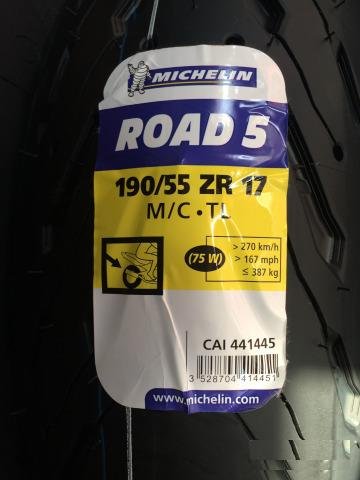 MICHELIN
ROAD 5
190/55 ZR 17
M/C • TL
(75 W)
> 270 km/h
> 167 mph
≤ 387 kg
CAI 441445
3 528704 414451
www.michelin.com